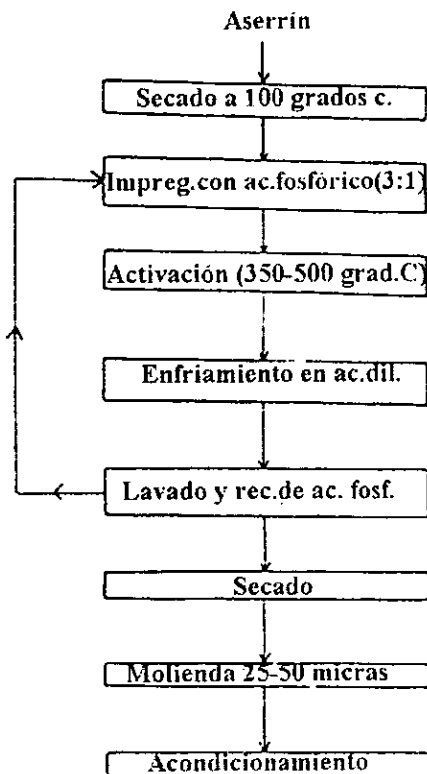 Aserrín
Secado a 100 grados c.
Impreg.con ac.fosfórico(3:1)
Activación (350-500 grad.C)
Enfriamiento en ac.dil.
Lavado y rec.de ac. fosf.
Secado
Molienda 25-50 micras
Acondicionamiento